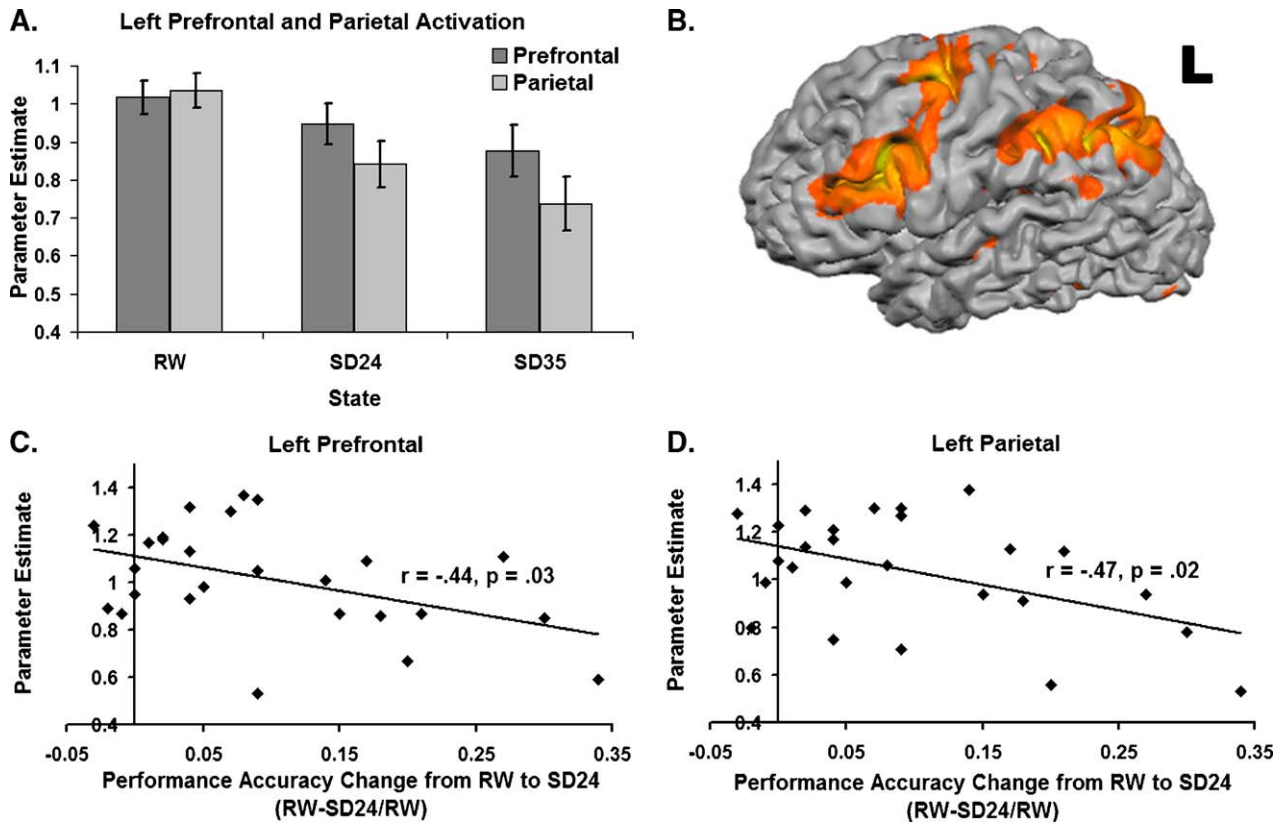 A.
Left Prefrontal and Parietal Activation
Prefrontal
Parietal
Parameter Estimate
1.1
1
0.9
0.8
0.7
0.6
0.5
0.4
RW SD24 SD35
State
B.
L
C.
Left Prefrontal
Parameter Estimate
1.4
1.2
1
0.8
0.6
0.4
r = -.44, p = .03
-0.05 0.05 0.15 0.25 0.35
Performance Accuracy Change from RW to SD24
(RW-SD24/RW)
D.
Left Parietal
Parameter Estimate
1.4
1.2
1
0.8
0.6
0.4
r = -.47, p = .02
-0.05 0.05 0.15 0.25 0.35
Performance Accuracy Change from RW to SD24
(RW-SD24/RW)